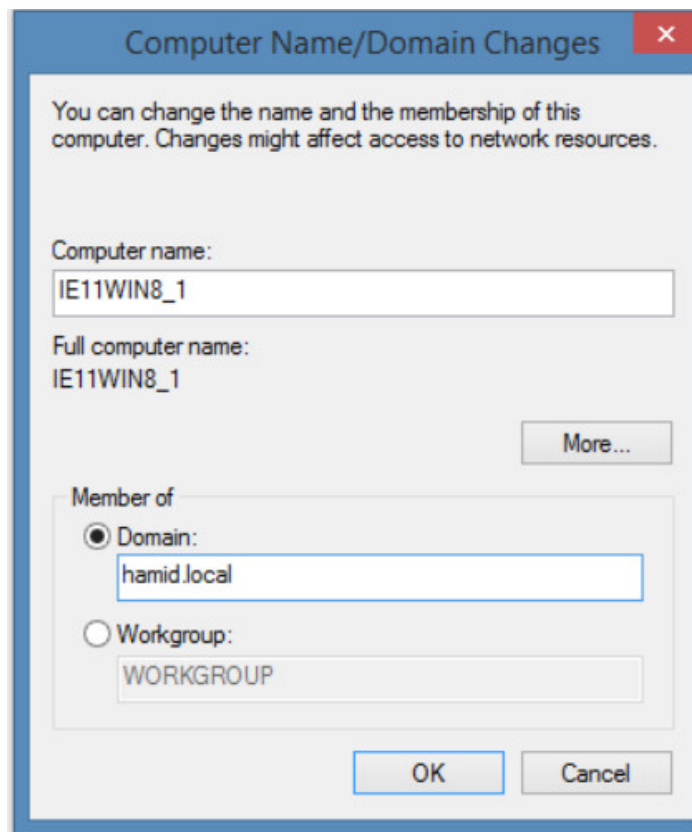 Computer Name/Domain Changes
You can change the name and the membership of this
computer. Changes might affect access to network resources.
Computer name:
IE11WIN8_1
Full computer name:
IE11WIN8_1
More...
Member of
Domain:
hamid.local
Workgroup:
WORKGROUP
OK
Cancel